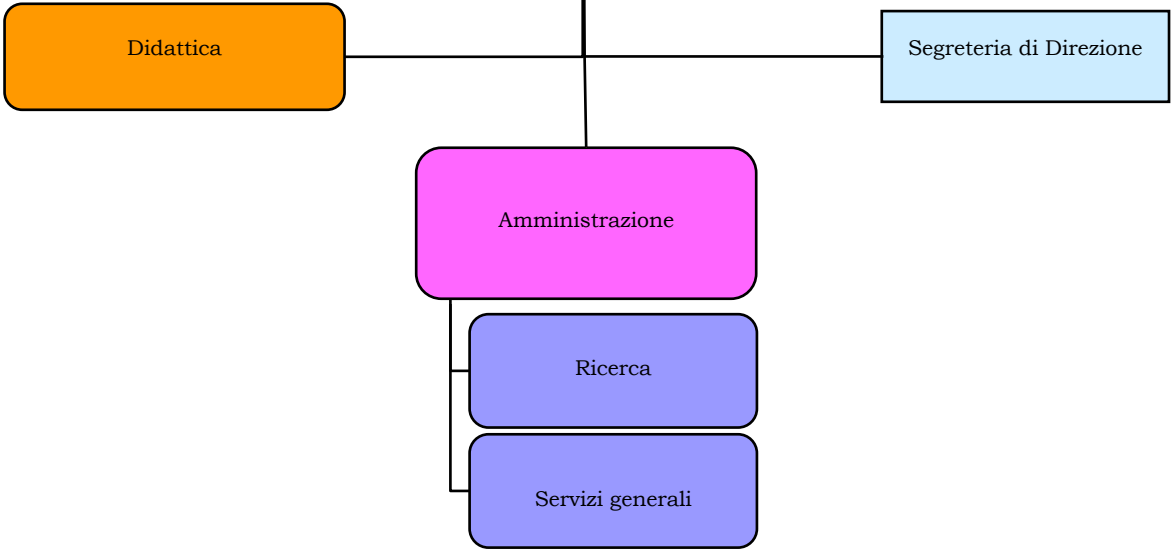 Didattica
Segreteria di Direzione
Amministrazione
Ricerca
Servizi generali